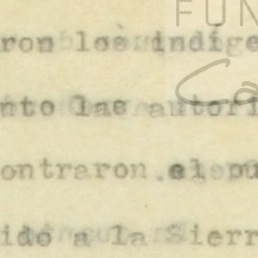 FUN
ron los indíge
nto las autori
ontraron el pu
ido a la Sierr